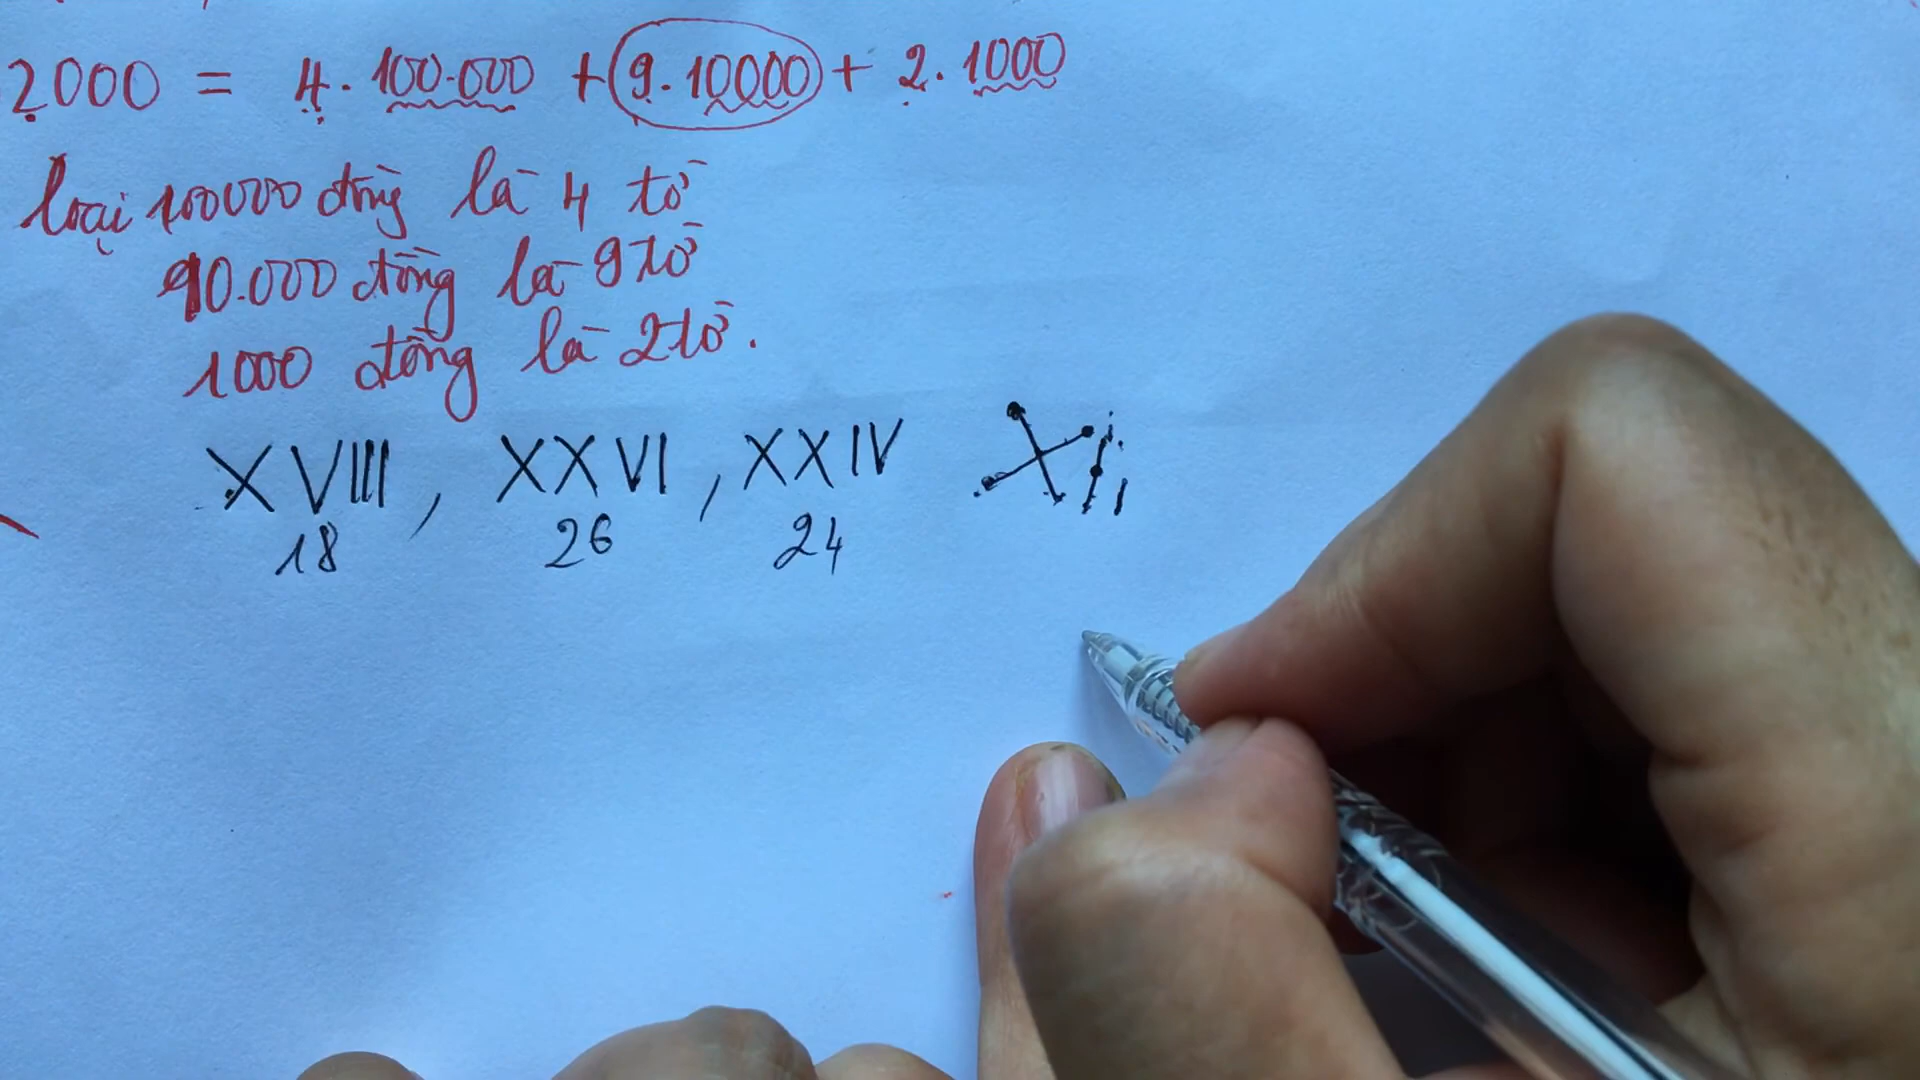 2000 = 4.100.000 + 9.10000 + 2.1000
loại 100000 đồng là 4 tờ
10.000 đồng là 9 tờ
1000 đồng là 2 tờ.
XVIII, XXVI, XXIV
18 26 24